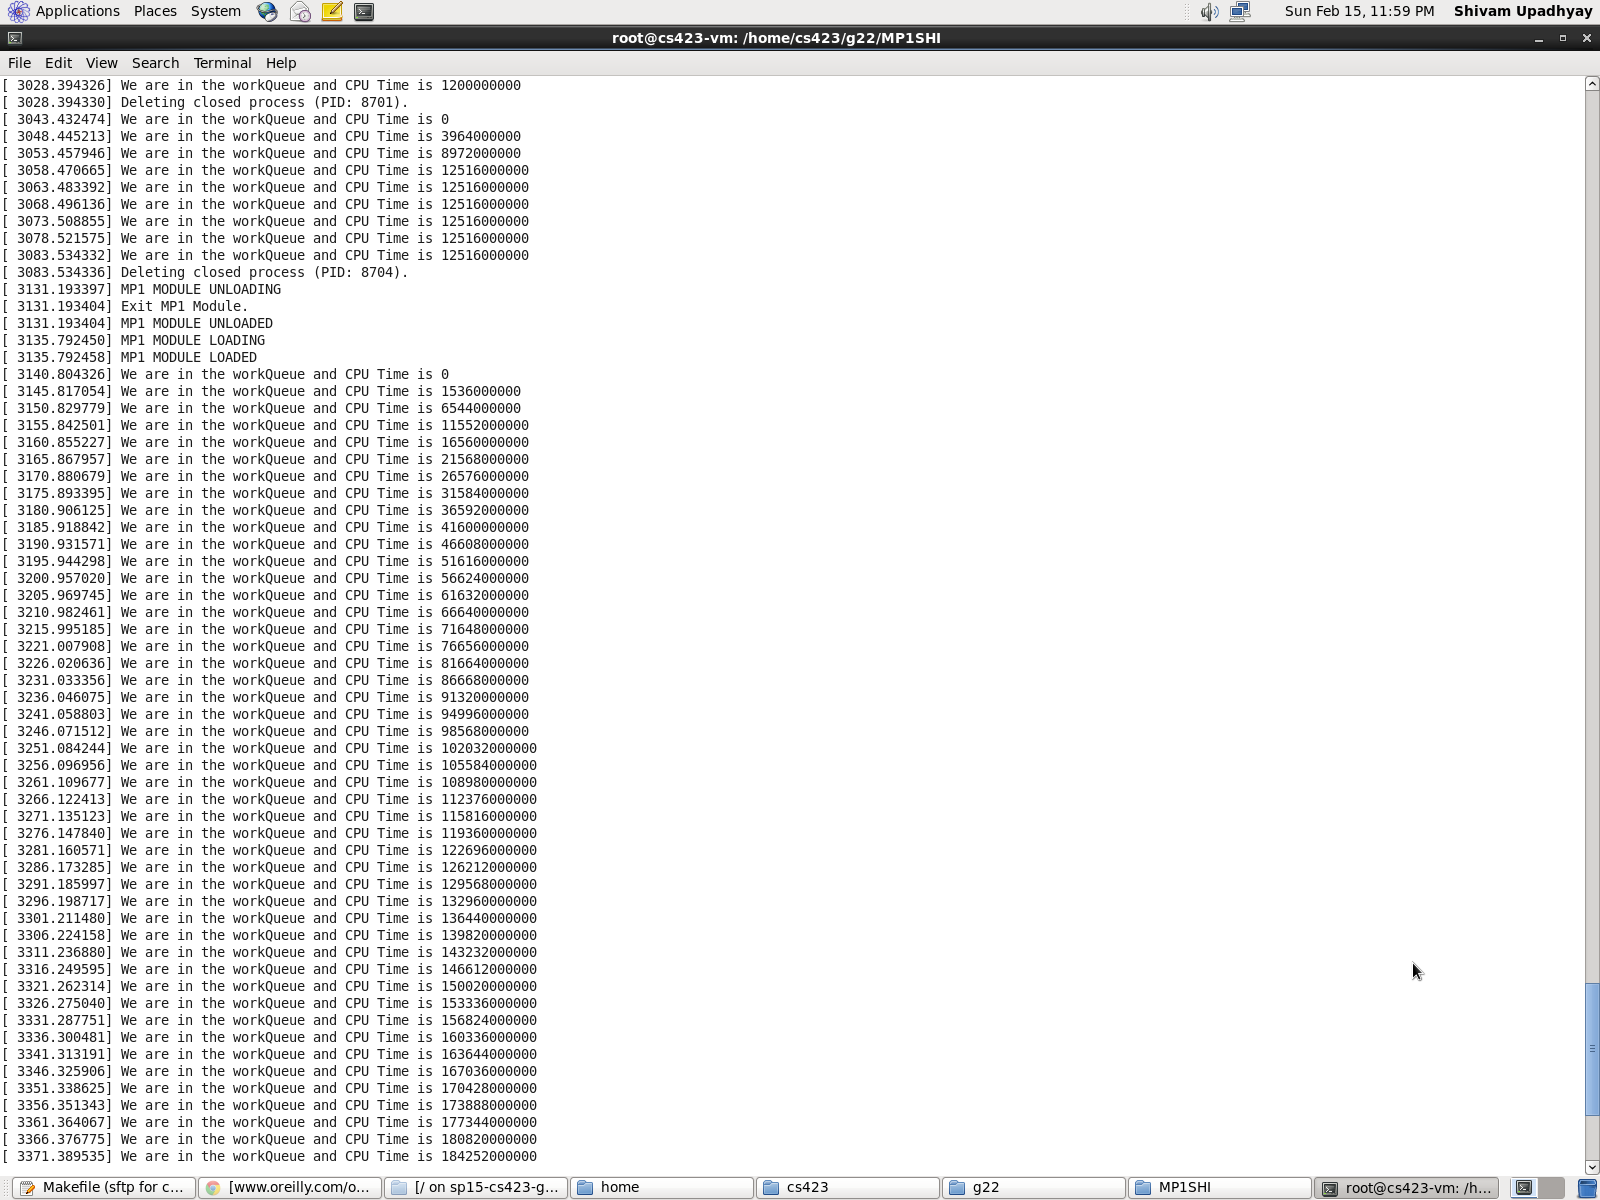 Applications Places System Sun Feb 15, 11:59 PM Shivam Upadhyay
root@cs423-vm: /home/cs423/g22/MP1SHI
File Edit View Search Terminal Help
[ 3028.394326] We are in the workQueue and CPU Time is 1200000000
[ 3028.394330] Deleting closed process (PID: 8701).
[ 3043.432474] We are in the workQueue and CPU Time is 0
[ 3048.445213] We are in the workQueue and CPU Time is 3964000000
[ 3053.457946] We are in the workQueue and CPU Time is 8972000000
[ 3058.470665] We are in the workQueue and CPU Time is 12516000000
[ 3063.483392] We are in the workQueue and CPU Time is 12516000000
[ 3068.496136] We are in the workQueue and CPU Time is 12516000000
[ 3073.508855] We are in the workQueue and CPU Time is 12516000000
[ 3078.521575] We are in the workQueue and CPU Time is 12516000000
[ 3083.534332] We are in the workQueue and CPU Time is 12516000000
[ 3083.534336] Deleting closed process (PID: 8704).
[ 3131.193397] MP1 MODULE UNLOADING
[ 3131.193404] Exit MP1 Module.
[ 3131.193404] MP1 MODULE UNLOADED
[ 3135.792450] MP1 MODULE LOADING
[ 3135.792458] MP1 MODULE LOADED
[ 3140.804326] We are in the workQueue and CPU Time is 0
[ 3145.817054] We are in the workQueue and CPU Time is 1536000000
[ 3150.829779] We are in the workQueue and CPU Time is 6544000000
[ 3155.842501] We are in the workQueue and CPU Time is 11552000000
[ 3160.855227] We are in the workQueue and CPU Time is 16560000000
[ 3165.867957] We are in the workQueue and CPU Time is 21568000000
[ 3170.880679] We are in the workQueue and CPU Time is 26576000000
[ 3175.893395] We are in the workQueue and CPU Time is 31584000000
[ 3180.906125] We are in the workQueue and CPU Time is 36592000000
[ 3185.918842] We are in the workQueue and CPU Time is 41600000000
[ 3190.931571] We are in the workQueue and CPU Time is 46608000000
[ 3195.944298] We are in the workQueue and CPU Time is 51616000000
[ 3200.957020] We are in the workQueue and CPU Time is 56624000000
[ 3205.969745] We are in the workQueue and CPU Time is 61632000000
[ 3210.982461] We are in the workQueue and CPU Time is 66640000000
[ 3215.995185] We are in the workQueue and CPU Time is 71648000000
[ 3221.007908] We are in the workQueue and CPU Time is 76656000000
[ 3226.020636] We are in the workQueue and CPU Time is 81664000000
[ 3231.033356] We are in the workQueue and CPU Time is 86668000000
[ 3236.046075] We are in the workQueue and CPU Time is 91320000000
[ 3241.058803] We are in the workQueue and CPU Time is 94996000000
[ 3246.071512] We are in the workQueue and CPU Time is 98568000000
[ 3251.084244] We are in the workQueue and CPU Time is 102032000000
[ 3256.096956] We are in the workQueue and CPU Time is 105584000000
[ 3261.109677] We are in the workQueue and CPU Time is 108980000000
[ 3266.122413] We are in the workQueue and CPU Time is 112376000000
[ 3271.135123] We are in the workQueue and CPU Time is 115816000000
[ 3276.147840] We are in the workQueue and CPU Time is 119360000000
[ 3281.160571] We are in the workQueue and CPU Time is 122696000000
[ 3286.173285] We are in the workQueue and CPU Time is 126212000000
[ 3291.185997] We are in the workQueue and CPU Time is 129568000000
[ 3296.198717] We are in the workQueue and CPU Time is 132960000000
[ 3301.211480] We are in the workQueue and CPU Time is 136440000000
[ 3306.224158] We are in the workQueue and CPU Time is 139820000000
[ 3311.236880] We are in the workQueue and CPU Time is 143232000000
[ 3316.249595] We are in the workQueue and CPU Time is 146612000000
[ 3321.262314] We are in the workQueue and CPU Time is 150020000000
[ 3326.275040] We are in the workQueue and CPU Time is 153336000000
[ 3331.287751] We are in the workQueue and CPU Time is 156824000000
[ 3336.300481] We are in the workQueue and CPU Time is 160336000000
[ 3341.313191] We are in the workQueue and CPU Time is 163644000000
[ 3346.325906] We are in the workQueue and CPU Time is 167036000000
[ 3351.338625] We are in the workQueue and CPU Time is 170428000000
[ 3356.351343] We are in the workQueue and CPU Time is 173888000000
[ 3361.364067] We are in the workQueue and CPU Time is 177344000000
[ 3366.376775] We are in the workQueue and CPU Time is 180820000000
[ 3371.389535] We are in the workQueue and CPU Time is 184252000000
Makefile (sftp for c... [www.oreilly.com/o... [/ on sp15-cs423-g... home cs423 g22 MP1SHI root@cs423-vm: /h...